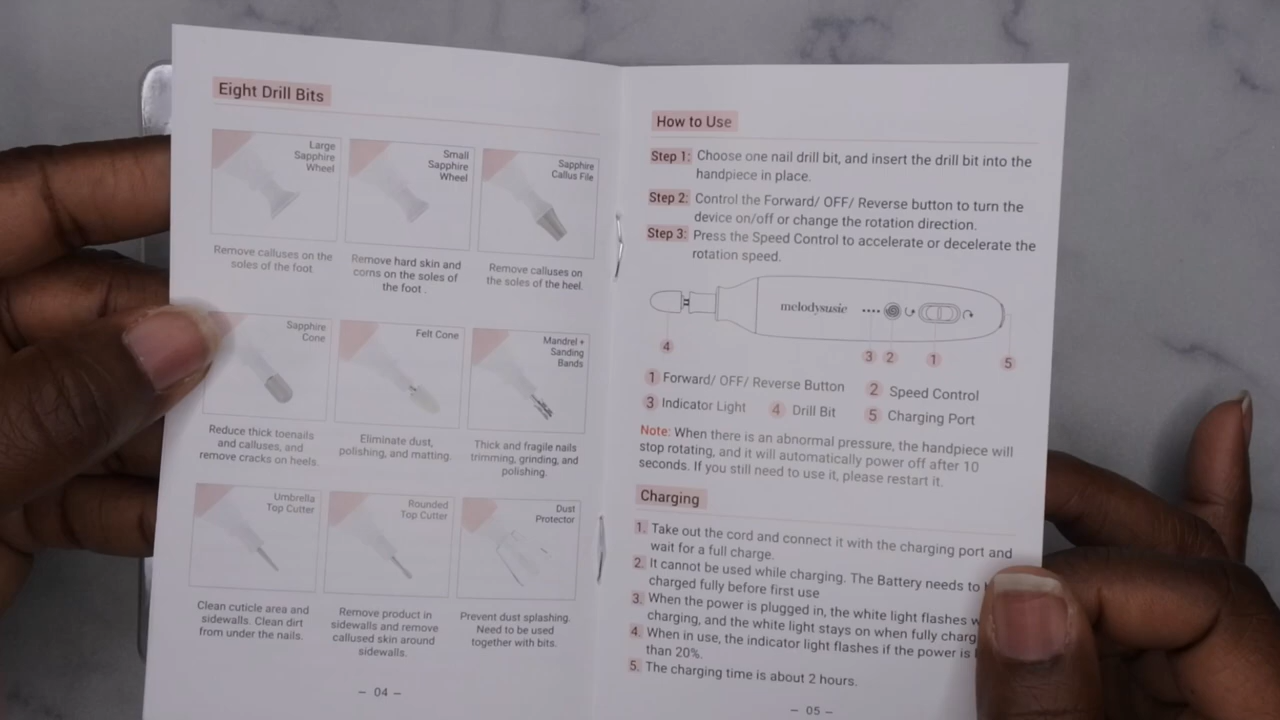 Eight Drill Bits
Large
Sapphire
Wheel
Remove calluses on the
soles of the foot
Small
Sapphire
Wheel
Remove hard skin and
corns on the soles of
the foot .
Sapphire
Callus File
Remove calluses on
the soles of the heel.
Sapphire
Cone
Reduce thick toenails
and calluses, and
remove cracks on heels.
Felt Cone
Eliminate dust,
polishing, and matting.
Mandrel +
Sanding
Bands
Thick and fragile nails
trimming, grinding, and
polishing.
Umbrella
Top Cutter
Clean cuticle area and
sidewalls. Clean dirt
from under the nails.
Rounded
Top Cutter
Remove product in
sidewalls and remove
callused skin around
sidewalls.
Dust
Protector
Prevent dust splashing.
Need to be used
together with bits.
– 04 –
How to Use
Step 1: Choose one nail drill bit, and insert the drill bit into the
handpiece in place.
Step 2: Control the Forward/ OFF/ Reverse button to turn the
device on/off or change the rotation direction.
Step 3: Press the Speed Control to accelerate or decelerate the
rotation speed.
melodysusie
4 3 2 1 5
1 Forward/ OFF/ Reverse Button 2 Speed Control
3 Indicator Light 4 Drill Bit 5 Charging Port
Note: When there is an abnormal pressure, the handpiece will
stop rotating, and it will automatically power off after 10
seconds. If you still need to use it, please restart it.
Charging
1. Take out the cord and connect it with the charging port and
wait for a full charge.
2. It cannot be used while charging. The Battery needs to
charged fully before first use
3. When the power is plugged in, the white light flashes
charging, and the white light stays on when fully
4. When in use, the indicator light flashes if the power is
than 20%.
5. The charging time is about 2 hours.
– 05 –